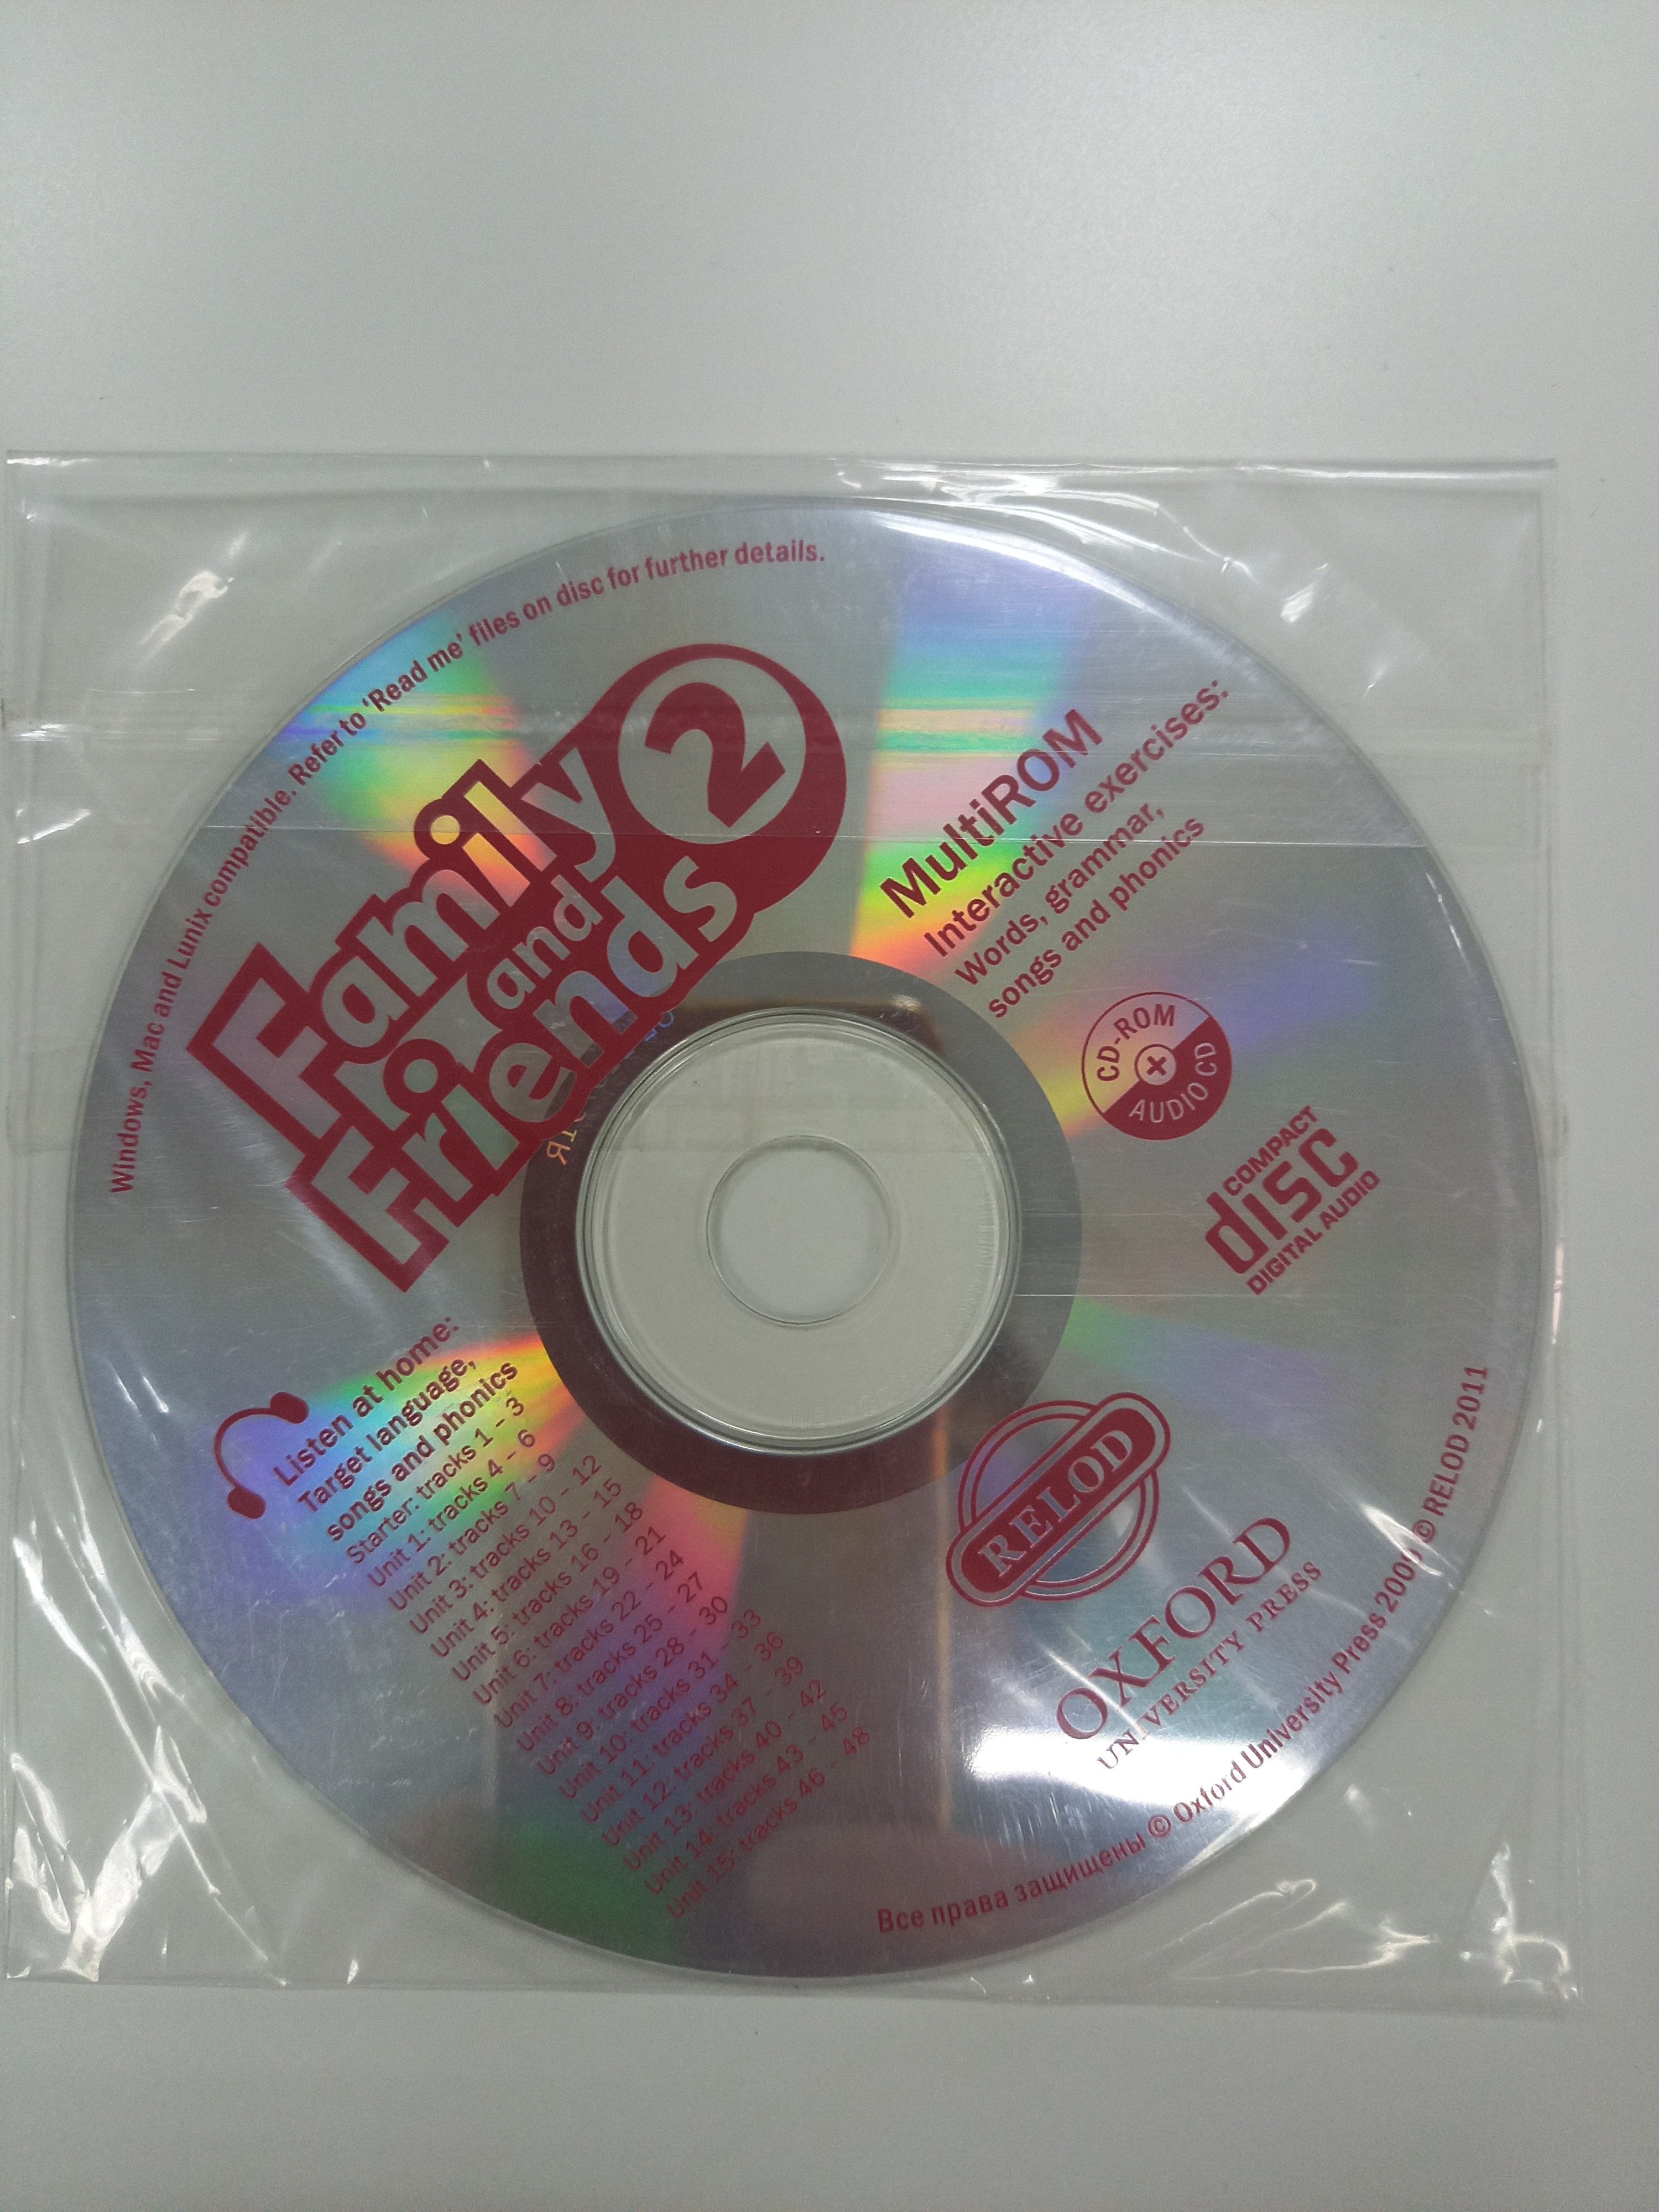 Windows, Mac and Lunix compatible. Refer to 'Read me' files on disc for further details.
Family
and
Friends
2
MultiROM
Interactive exercises:
Words, grammar,
songs and phonics
CD-ROM
AUDIO CD
COMPACT
disc
DIGITAL AUDIO
Listen at home:
Target language,
songs and phonics
Starter: tracks 1 - 3
Unit 1: tracks 4 - 6
Unit 2: tracks 7 - 9
Unit 3: tracks 10 - 12
Unit 4: tracks 13 - 15
Unit 5: tracks 16 - 18
Unit 6: tracks 19 - 21
Unit 7: tracks 22 - 24
Unit 8: tracks 25 - 27
Unit 9: tracks 28 - 30
Unit 10: tracks 31 - 33
Unit 11: tracks 34 - 36
Unit 12: tracks 37 - 39
Unit 13: tracks 40 - 42
Unit 14: tracks 43 - 45
Unit 15: tracks 46 - 48
RELOD
OXFORD
UNIVERSITY PRESS
Все права защищены © Oxford University Press 2009 © RELOD 2011